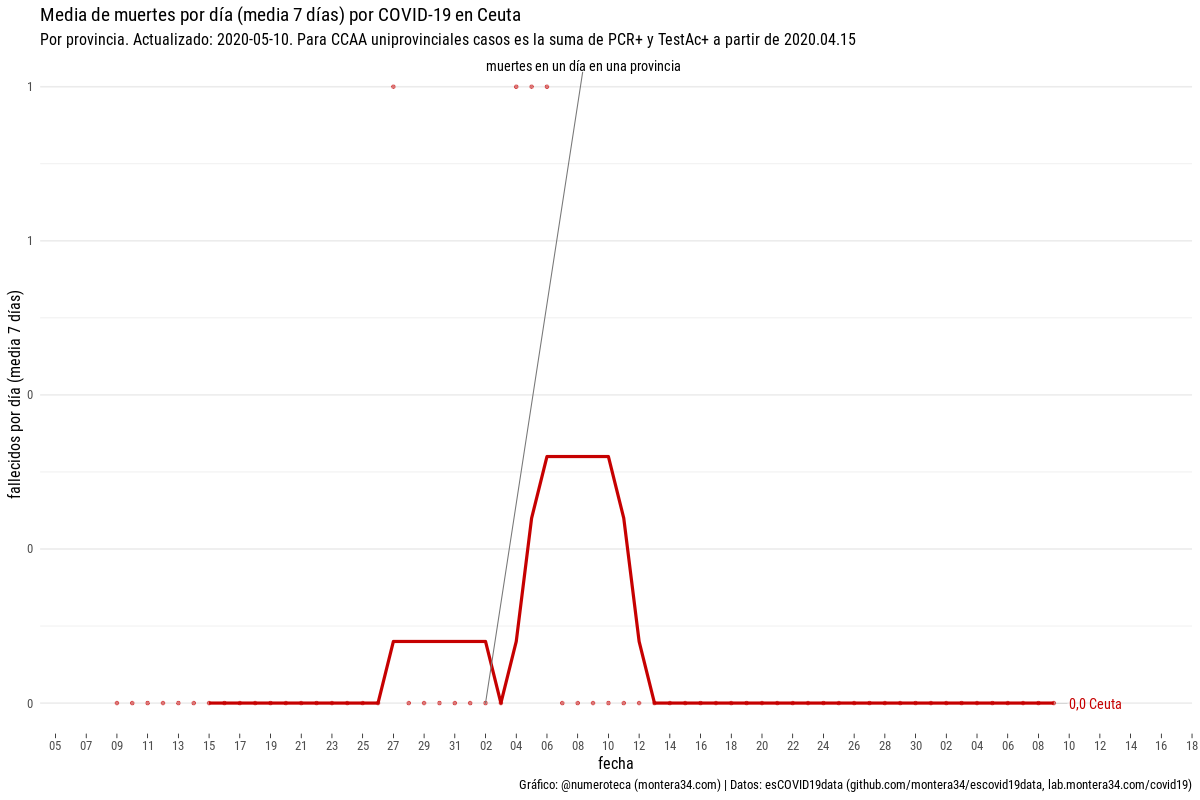 Media de muertes por día (media 7 días) por COVID-19 en Ceuta
Por provincia. Actualizado: 2020-05-10. Para CCAA uniprovinciales casos es la suma de PCR+ y TestAc+ a partir de 2020.04.15
muertes en un día en una provincia
1
1
0
0
0
fallecidos por día (media 7 días)
0,0 Ceuta
05 07 09 11 13 15 17 19 21 23 25 27 29 31 02 04 06 08 10 12 14 16 18 20 22 24 26 28 30 02 04 06 08 10 12 14 16 18
fecha
Gráfico: @numeroteca (montera34.com) | Datos: esCOVID19data (github.com/montera34/escovid19data, lab.montera34.com/covid19)